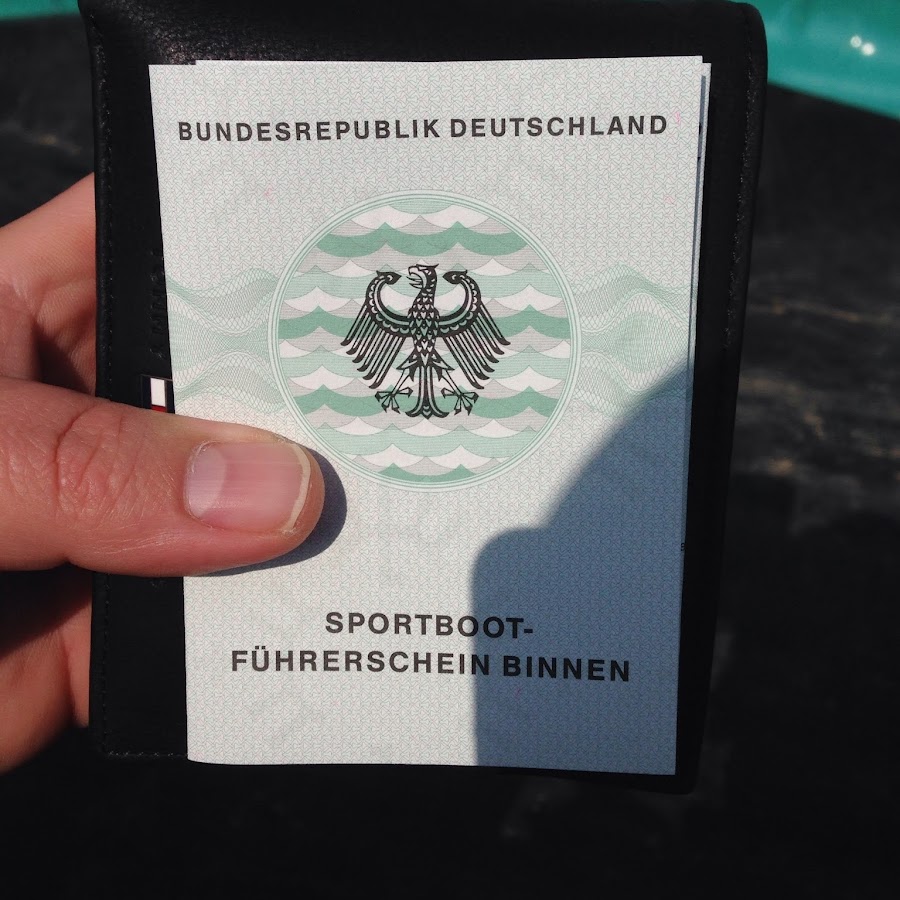 BUNDESREPUBLIK DEUTSCHLAND
SPORTBOOT-
FÜHRERSCHEIN BINNEN